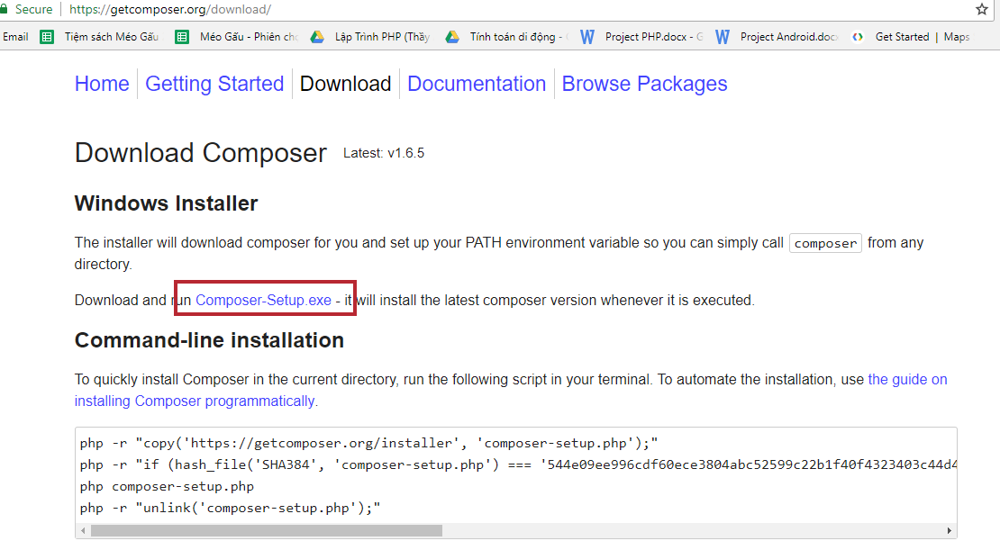 Secure https://getcomposer.org/download/
Email Tiệm sách Méo Gấu Méo Gấu - Phiên chợ Lập Trình PHP (Thầy Tính toán di động - Project PHP.docx - G Project Android.doc Get Started | Maps
Home Getting Started Download Documentation Browse Packages
Download Composer Latest: v1.6.5
Windows Installer
The installer will download composer for you and set up your PATH environment variable so you can simply call composer from any
directory.
Download and run Composer-Setup.exe - it will install the latest composer version whenever it is executed.
Command-line installation
To quickly install Composer in the current directory, run the following script in your terminal. To automate the installation, use the guide on
installing Composer programmatically.
php -r "copy('https://getcomposer.org/installer', 'composer-setup.php');"
php -r "if (hash_file('SHA384', 'composer-setup.php') === '544e09ee996cdf60ece3804abc52599c22b1f40f4323403c44d4
php composer-setup.php
php -r "unlink('composer-setup.php');"